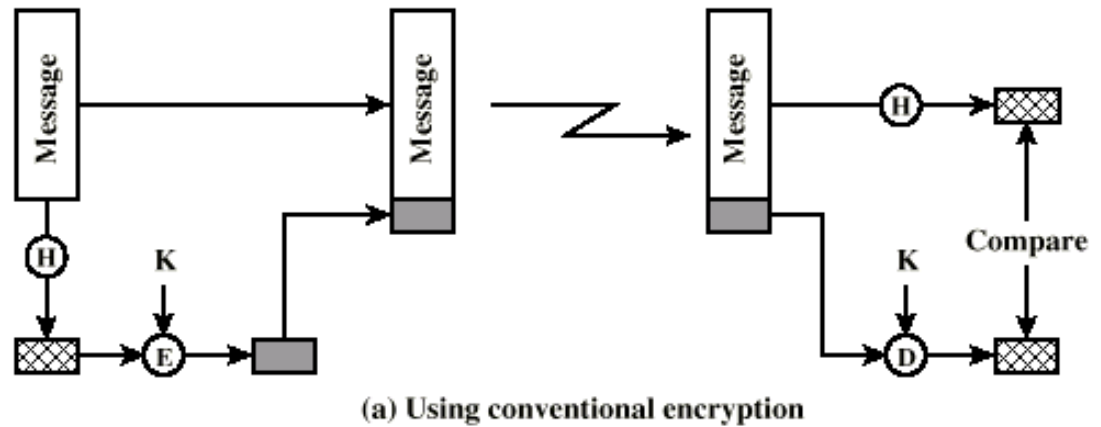 Message
Message
Message
H
H
K
K
Compare
E
D
(a) Using conventional encryption